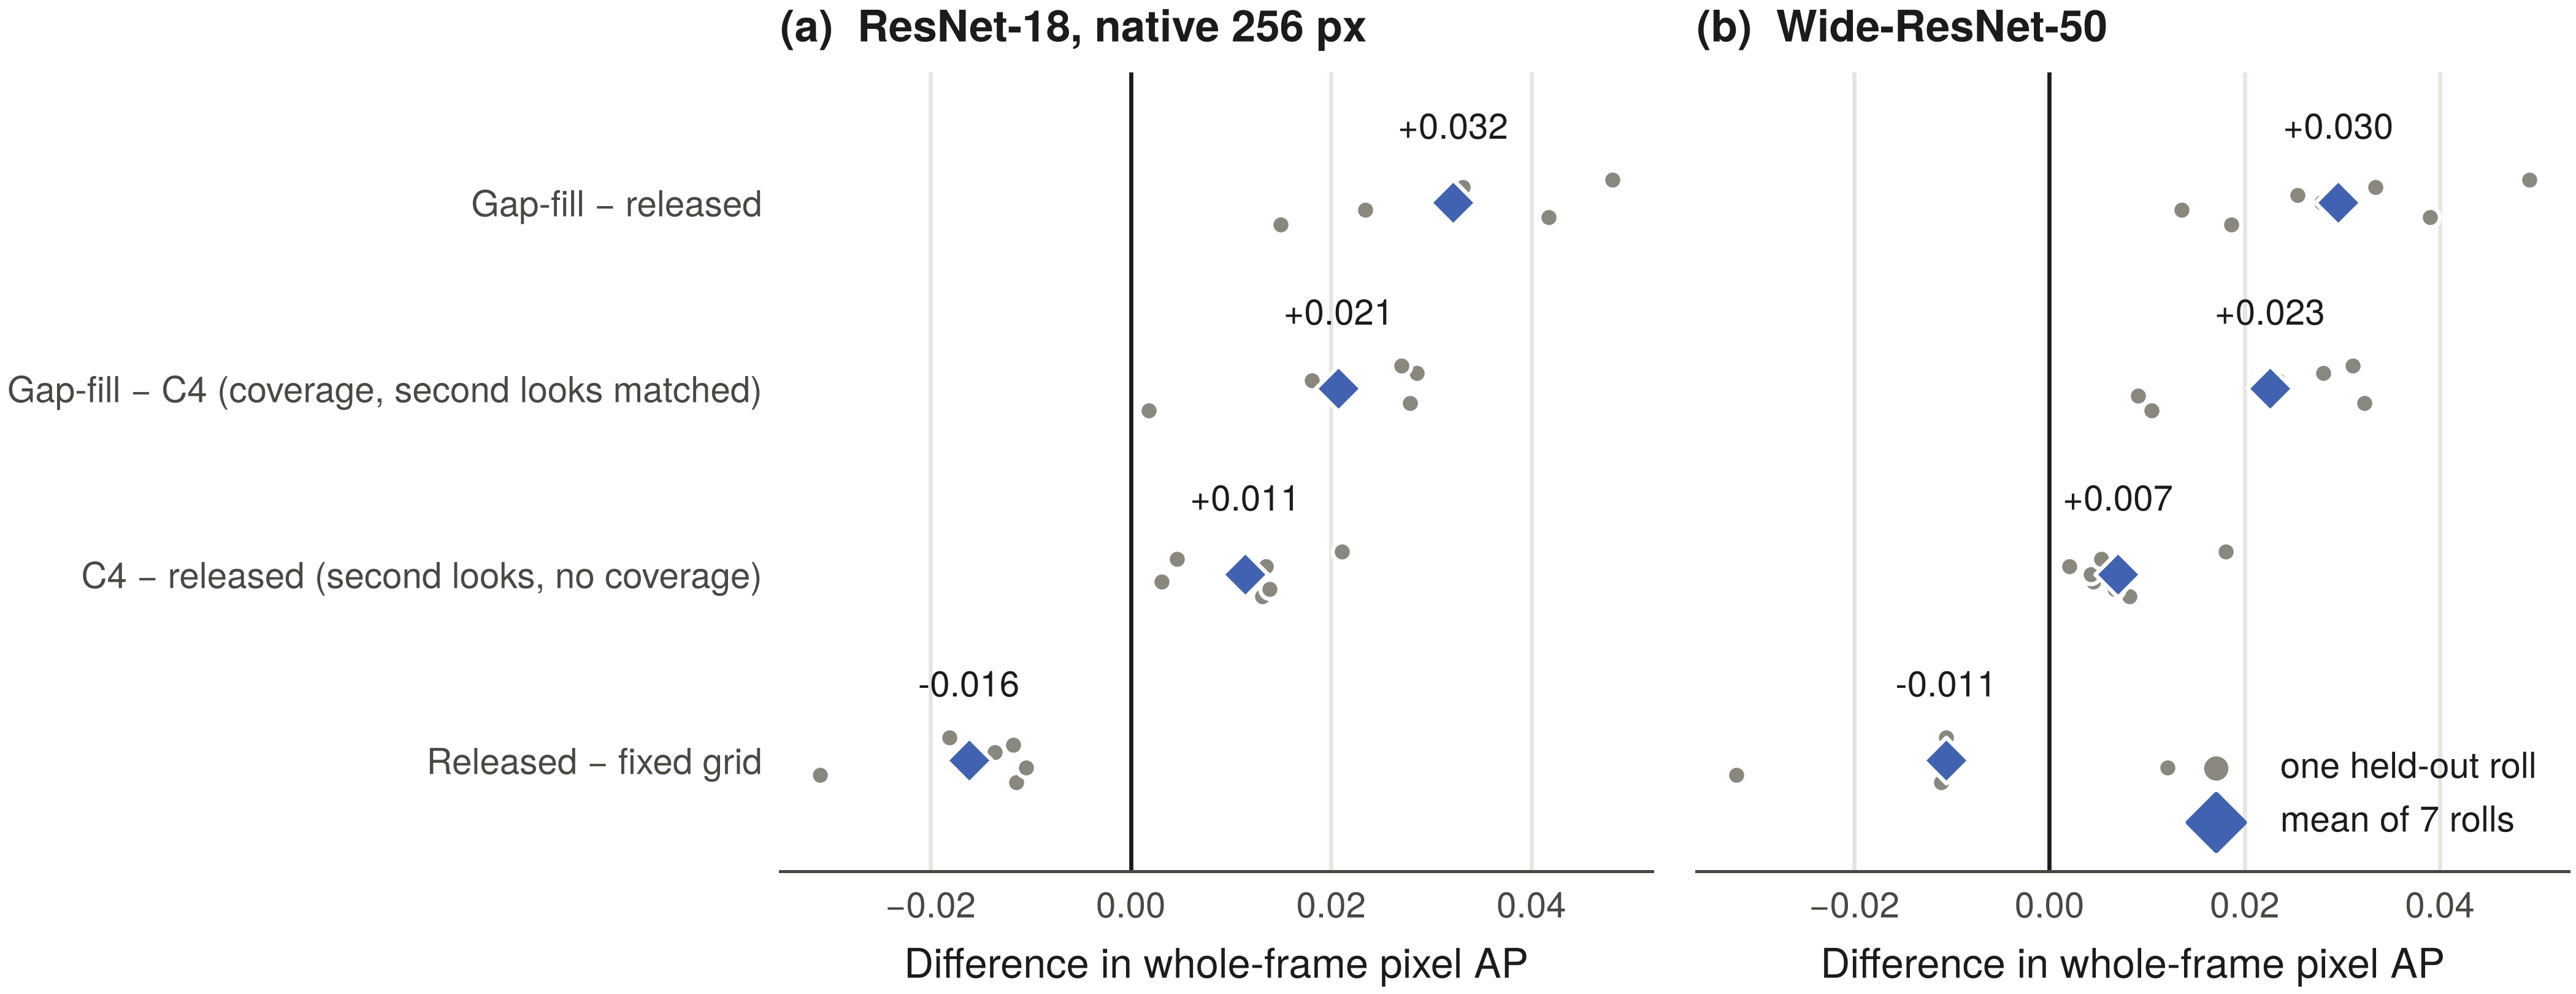 (a) ResNet-18, native 256 px
(b) Wide-ResNet-50
+0.032
+0.030
Gap-fill − released
+0.021
+0.023
Gap-fill − C4 (coverage, second looks matched)
+0.011
+0.007
C4 − released (second looks, no coverage)
-0.016
-0.011
Released − fixed grid
one held-out roll
mean of 7 rolls
−0.02 0.00 0.02 0.04
−0.02 0.00 0.02 0.04
Difference in whole-frame pixel AP
Difference in whole-frame pixel AP